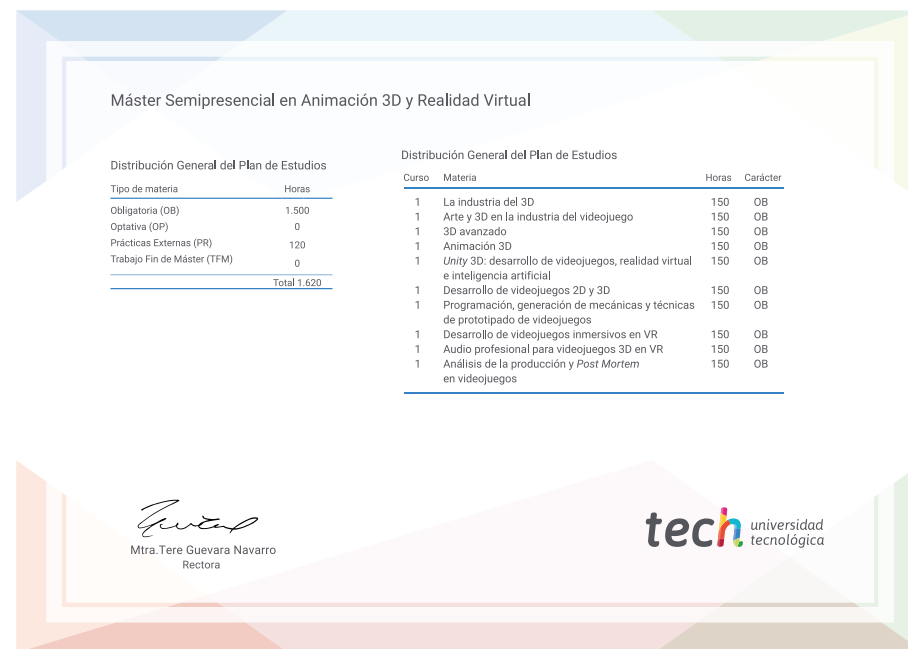 Máster Semipresencial en Animación 3D y Realidad Virtual
Distribución General del Plan de Estudios
Tipo de materia Horas
Obligatoria (OB) 1.500
Optativa (OP) 0
Prácticas Externas (PR) 120
Trabajo Fin de Máster (TFM) 0
Total 1.620
Distribución General del Plan de Estudios
Curso Materia Horas Carácter
1 La industria del 3D 150 OB
1 Arte y 3D en la industria del videojuego 150 OB
1 3D avanzado 150 OB
1 Animación 3D 150 OB
1 Unity 3D: desarrollo de videojuegos, realidad virtual 150 OB
e inteligencia artificial
1 Desarrollo de videojuegos 2D y 3D 150 OB
1 Programación, generación de mecánicas y técnicas 150 OB
de prototipado de videojuegos
1 Desarrollo de videojuegos inmersivos en VR 150 OB
1 Audio profesional para videojuegos 3D en VR 150 OB
1 Análisis de la producción y Post Mortem 150 OB
en videojuegos
Mtra.Tere Guevara Navarro
Rectora
tech universidad
tecnológica